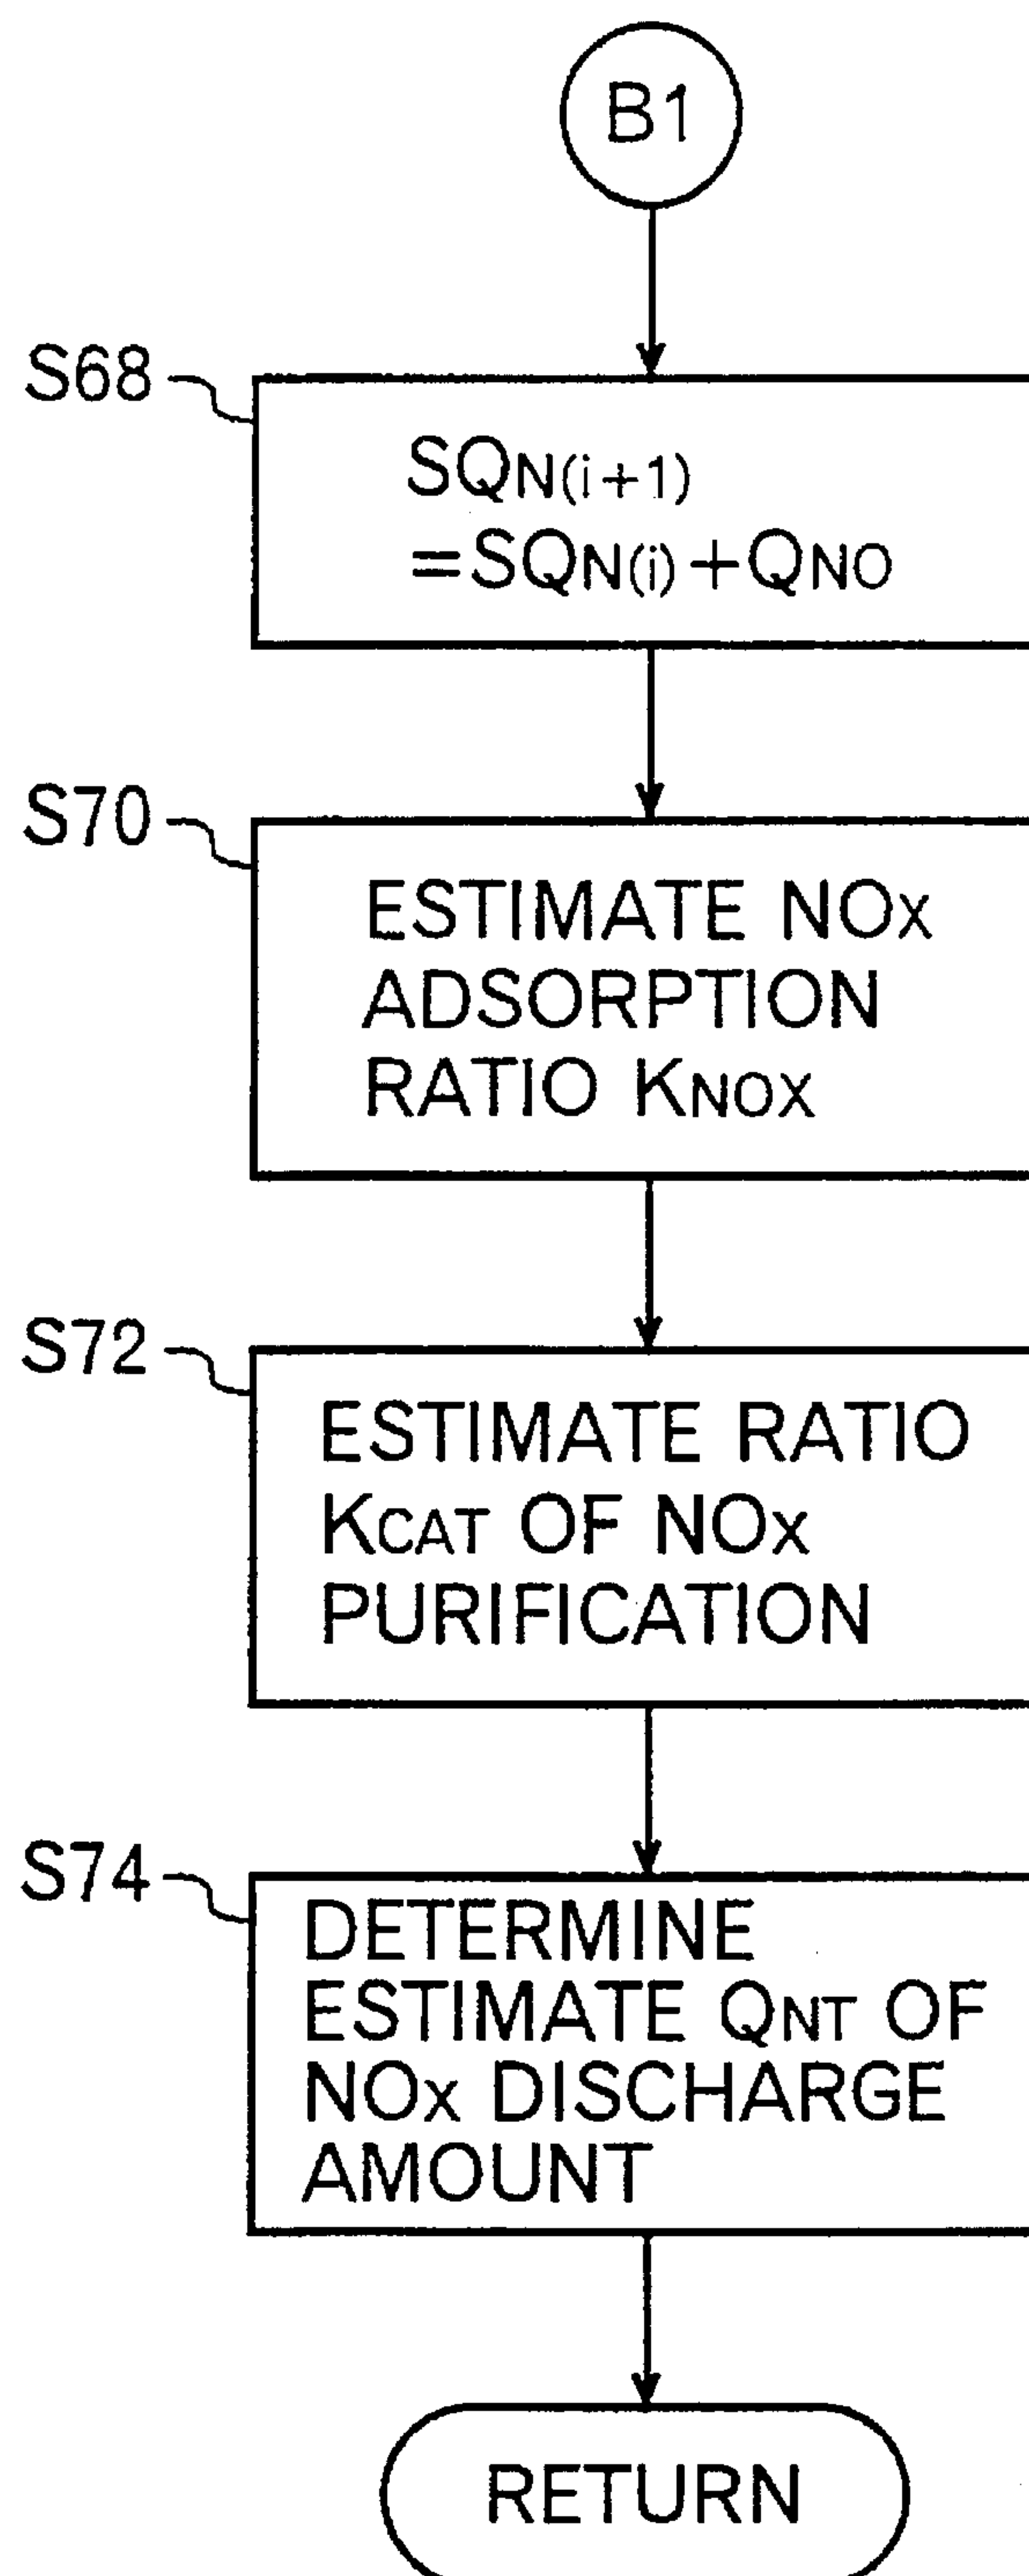 B1
S68
SQN(i+1)
=SQN(i)+QNO
S70
ESTIMATE NOx
ADSORPTION
RATIO KNOX
S72
ESTIMATE RATIO
KCAT OF NOx
PURIFICATION
S74
DETERMINE
ESTIMATE QNT OF
NOx DISCHARGE
AMOUNT
RETURN